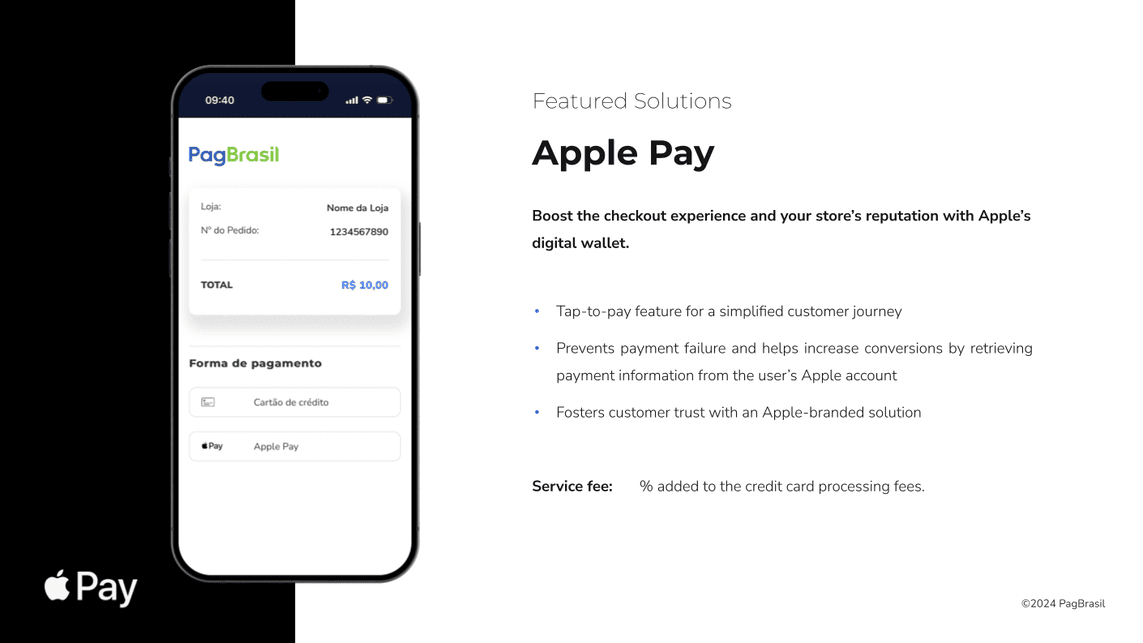 09:40
PagBrasil
Loja: Nome da Loja
Nº do Pedido: 1234567890
TOTAL R$ 10,00
Forma de pagamento
Cartão de crédito
Pay Apple Pay
Pay
Featured Solutions
Apple Pay
Boost the checkout experience and your store’s reputation with Apple’s
digital wallet.
• Tap-to-pay feature for a simplified customer journey
• Prevents payment failure and helps increase conversions by retrieving
payment information from the user’s Apple account
• Fosters customer trust with an Apple-branded solution
Service fee: % added to the credit card processing fees.
©2024 PagBrasil